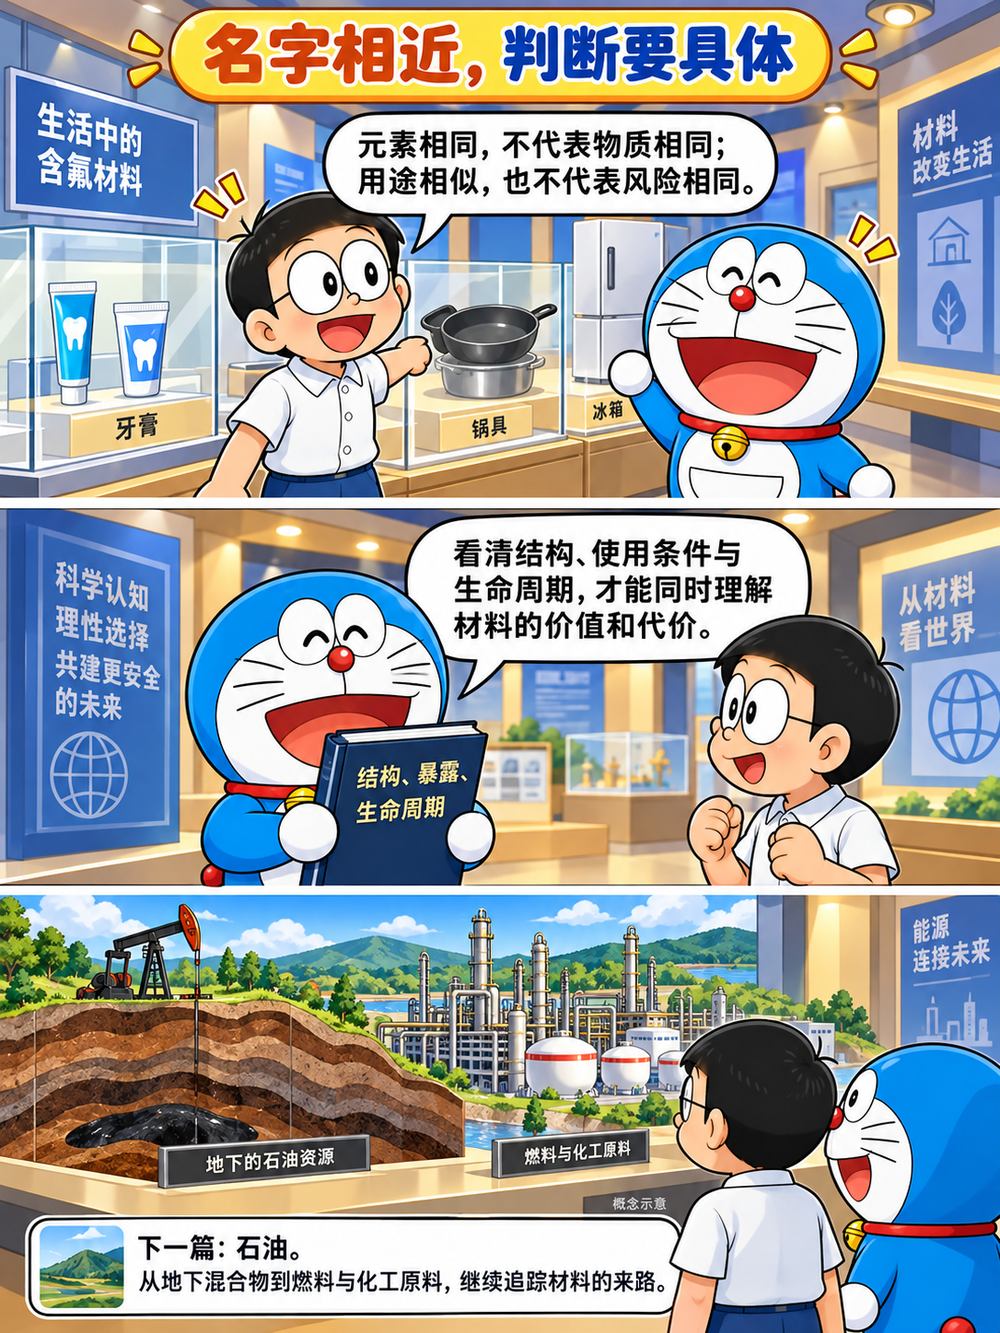 名字相近，判断要具体
生活中的
含氟材料
元素相同，不代表物质相同；
用途相似，也不代表风险相同。
材料
改变生活
牙膏
锅具
冰箱
科学认知
理性选择
共建更安全
的未来
看清结构、使用条件与
生命周期，才能同时理解
材料的价值和代价。
从材料
看世界
结构、暴露、
生命周期
能源
连接未来
地下的石油资源
燃料与化工原料
概念示意
下一篇：石油。
从地下混合物到燃料与化工原料，继续追踪材料的来路。